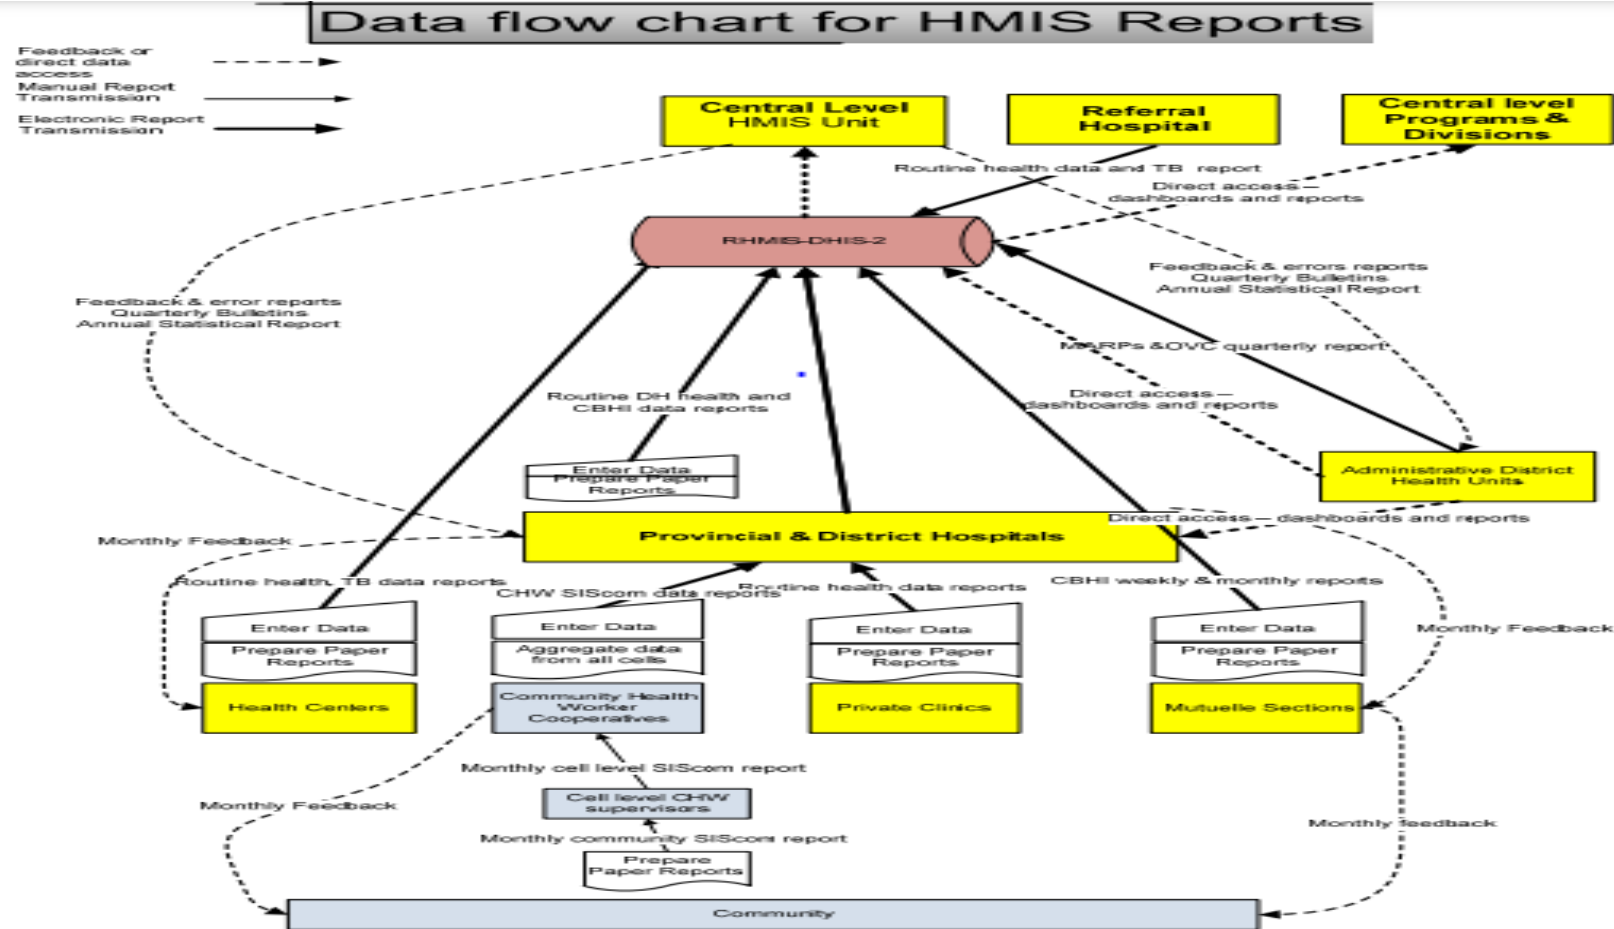 Data flow chart for HMIS Reports
Feedback or
direct data
access
Manual Report
Transmission
Electronic Report
Transmission
Central Level
HMIS Unit
Referral
Hospital
Central level
Programs &
Divisions
Routine health data and TB report
Direct access –
dashboards and reports
RHMIS-DHIS-2
Feedback & error reports
Quarterly Bulletins
Annual Statistical Report
Feedback & errors reports
Quarterly Bulletins
Annual Statistical Report
MARPs &OVC quarterly report
Routine DH health and
CBHI data reports
Direct access –
dashboards and reports
Enter Data
Prepare Paper
Reports
Administrative District
Health Units
Provincial & District Hospitals
Direct access – dashboards and reports
Monthly Feedback
Routine health, TB data reports
CHW SIScom data reports
Routine health data reports
CBHI weekly & monthly reports
Enter Data
Prepare Paper
Reports
Health Centers
Enter Data
Aggregate data
from all cells
Community Health
Worker
Cooperatives
Enter Data
Prepare Paper
Reports
Private Clinics
Enter Data
Prepare Paper
Reports
Mutuelle Sections
Monthly Feedback
Monthly cell level SIScom report
Cell level CHW
supervisors
Monthly Feedback
Monthly community SIScom report
Monthly feedback
Prepare
Paper Reports
Community